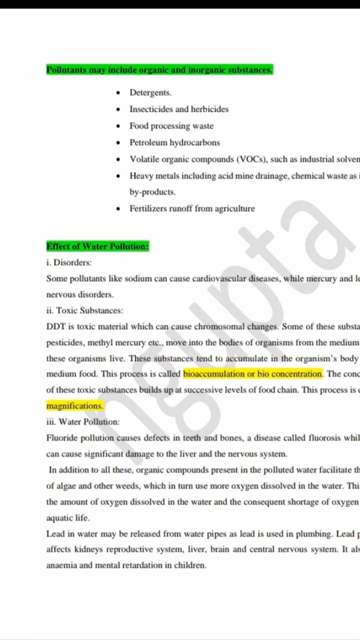 Pollutants may include organic and inorganic substances.
Detergents.
Insecticides and herbicides
Food processing waste
Petroleum hydrocarbons
Volatile organic compounds (VOCs), such as industrial solven
Heavy metals including acid mine drainage, chemical waste as i
by-products.
Fertilizers runoff from agriculture
Effect of Water Pollution:
i. Disorders:
Some pollutants like sodium can cause cardiovascular diseases, while mercury and le
nervous disorders.
ii. Toxic Substances:
DDT is toxic material which can cause chromosomal changes. Some of these substa
pesticides, methyl mercury etc., move into the bodies of organisms from the medium
these organisms live. These substances tend to accumulate in the organism's body
medium food. This process is called bioaccumulation or bio concentration. The conc
of these toxic substances builds up at successive levels of food chain. This process is c
magnifications.
iii. Water Pollution:
Fluoride pollution causes defects in teeth and bones, a disease called fluorosis whil
can cause significant damage to the liver and the nervous system.
In addition to all these, organic compounds present in the polluted water facilitate th
of algae and other weeds, which in turn use more oxygen dissolved in the water. Thi
the amount of oxygen dissolved in the water and the consequent shortage of oxygen
aquatic life.
Lead in water may be released from water pipes as lead is used in plumbing. Lead p
affects kidneys reproductive system, liver, brain and central nervous system. It als
anaemia and mental retardation in children.